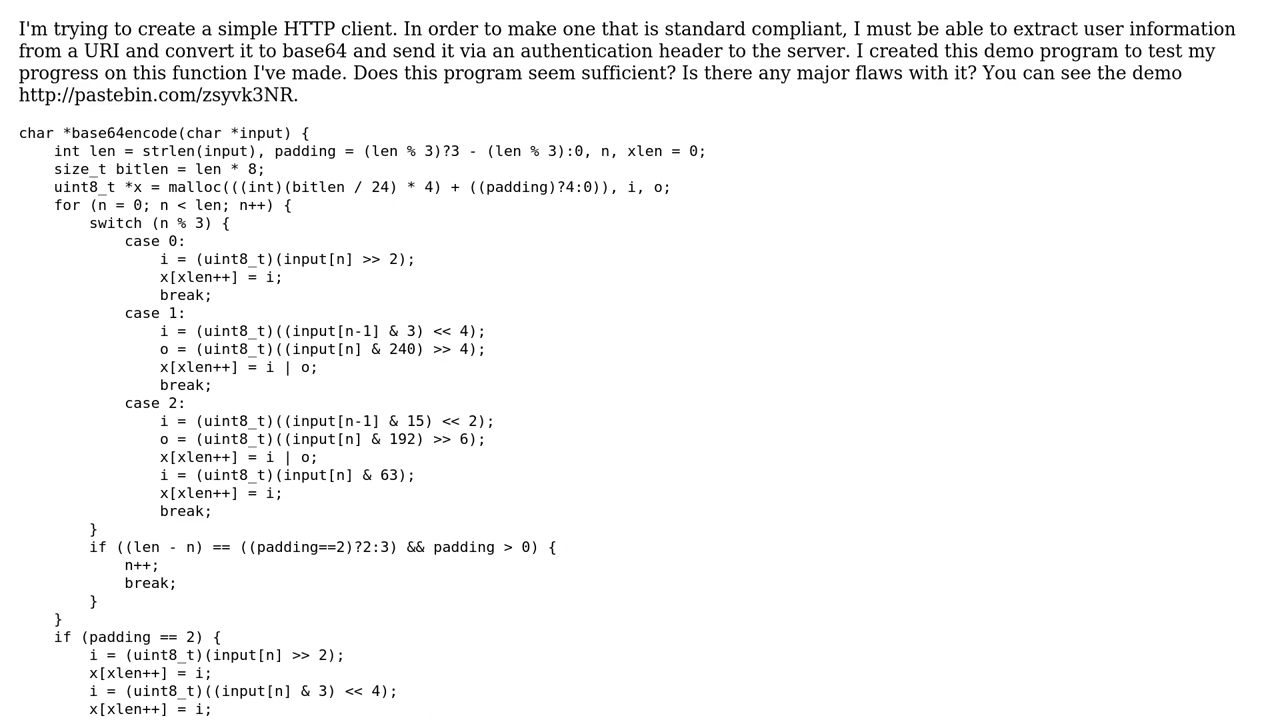 I'm trying to create a simple HTTP client. In order to make one that is standard compliant, I must be able to extract user information
from a URI and convert it to base64 and send it via an authentication header to the server. I created this demo program to test my
progress on this function I've made. Does this program seem sufficient? Is there any major flaws with it? You can see the demo
http://pastebin.com/zsyvk3NR.
char *base64encode(char *input) {
    int len = strlen(input), padding = (len % 3)?3 - (len % 3):0, n, xlen = 0;
    size_t bitlen = len * 8;
    uint8_t *x = malloc(((int)(bitlen / 24) * 4) + ((padding)?4:0)), i, o;
    for (n = 0; n < len; n++) {
        switch (n % 3) {
            case 0:
                i = (uint8_t)(input[n] >> 2);
                x[xlen++] = i;
                break;
            case 1:
                i = (uint8_t)((input[n-1] & 3) << 4);
                o = (uint8_t)((input[n] & 240) >> 4);
                x[xlen++] = i | o;
                break;
            case 2:
                i = (uint8_t)((input[n-1] & 15) << 2);
                o = (uint8_t)((input[n] & 192) >> 6);
                x[xlen++] = i | o;
                i = (uint8_t)(input[n] & 63);
                x[xlen++] = i;
                break;
        }
        if ((len - n) == ((padding==2)?2:3) && padding > 0) {
            n++;
            break;
        }
    }
    if (padding == 2) {
        i = (uint8_t)(input[n] >> 2);
        x[xlen++] = i;
        i = (uint8_t)((input[n] & 3) << 4);
        x[xlen++] = i;